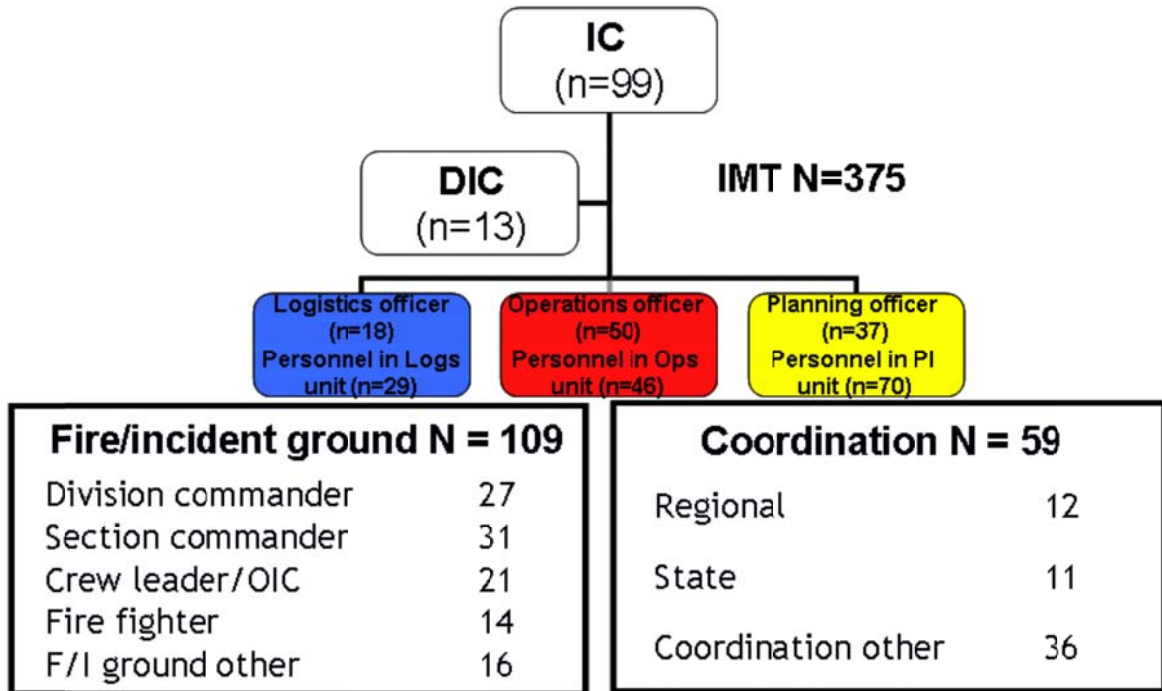 IC
(n=99)
DIC
(n=13)
IMT N=375
Logistics officer
(n=18)
Personnel in Logs
unit (n=29)
Operations officer
(n=50)
Personnel in Ops
unit (n=46)
Planning officer
(n=37)
Personnel in Pl
unit (n=70)
Fire/incident ground N = 109
Division commander 27
Section commander 31
Crew leader/OIC 21
Fire fighter 14
F/I ground other 16
Coordination N = 59
Regional 12
State 11
Coordination other 36